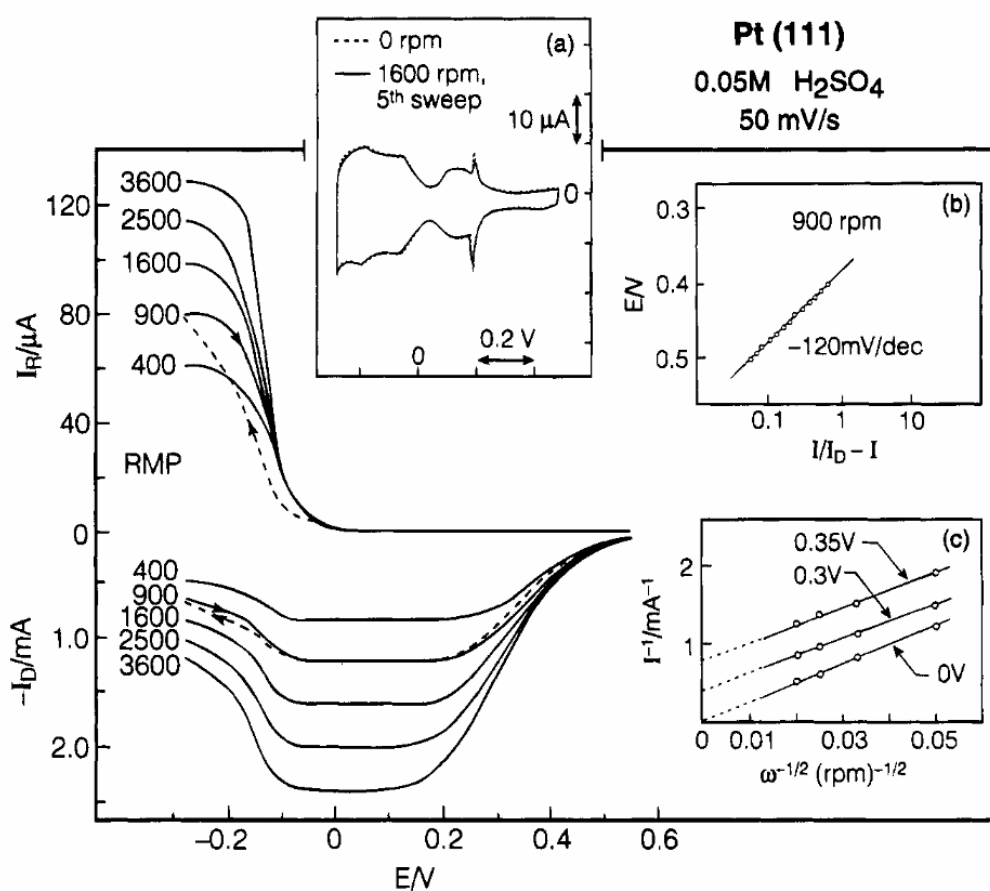 Pt (111)
0.05M H₂SO₄
50 mV/s
(a)
0 rpm
1600 rpm,
5th sweep
10 μA
0
0.2 V
0
I_R/μA
120
80
40
0
3600
2500
1600
900
400
RMP
-I_D/mA
1.0
2.0
400
900
1600
2500
3600
−0.2
0
0.2
0.4
0.6
E/V
(b)
900 rpm
E/V
0.3
0.4
0.5
−120mV/dec
0.1
1
10
I/I_D − I
(c)
I⁻¹/mA⁻¹
2
1
0.35V
0.3V
0V
0
0.01
0.03
0.05
ω⁻¹/² (rpm)⁻¹/²